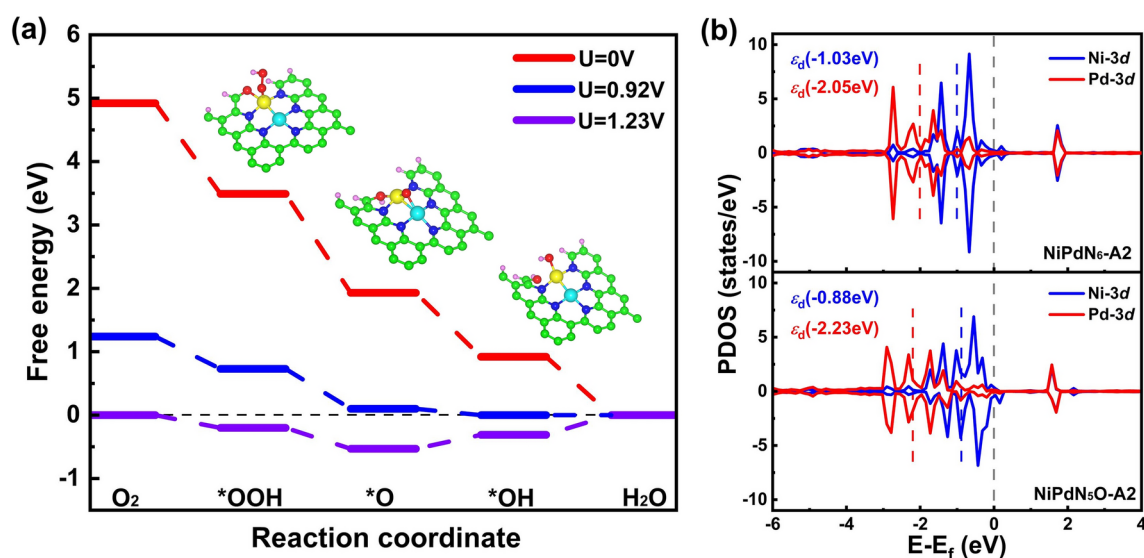 (a)
Free energy (eV)
6
5
4
3
2
1
0
-1
U=0V
U=0.92V
U=1.23V
O₂ *OOH *O *OH H₂O
Reaction coordinate
(b)
PDOS (states/eV)
10
5
0
-5
-10
εd(-1.03eV)
εd(-2.05eV)
Ni-3d
Pd-3d
NiPdN₆-A2
10
5
0
-5
-10
εd(-0.88eV)
εd(-2.23eV)
Ni-3d
Pd-3d
NiPdN₅O-A2
-6 -4 -2 0 2 4
E-Ef (eV)